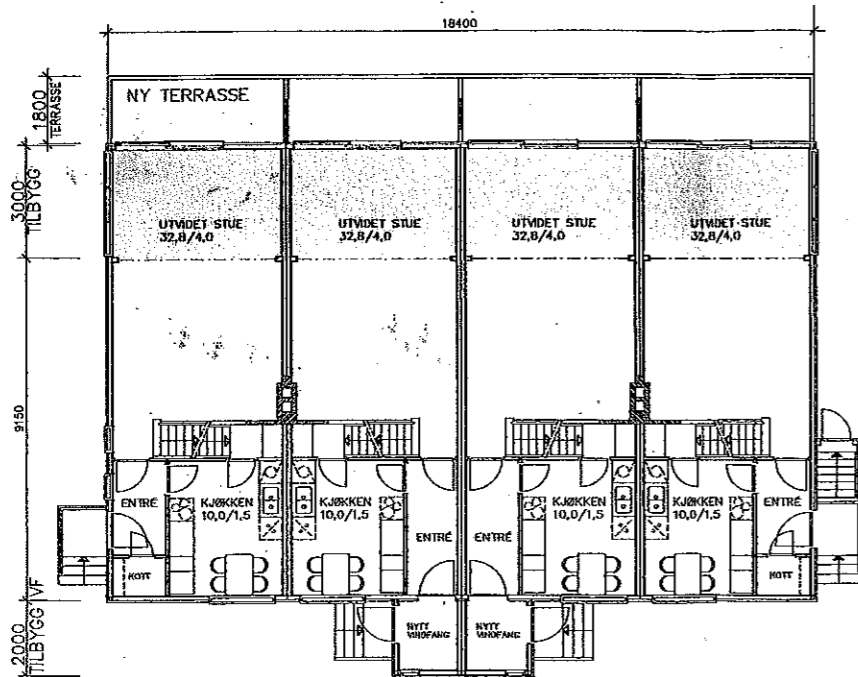 18400
NY TERRASSE
1800
TERRASSE
3000
TILBYGG
UTVIDET STUE
32,8/4,0
UTVIDET STUE
32,8/4,0
UTVIDET STUE
32,8/4,0
UTVIDET STUE
32,8/4,0
9150
ENTRÉ
KJØKKEN
10,0/1,5
KJØKKEN
10,0/1,5
ENTRÉ
ENTRÉ
KJØKKEN
10,0/1,5
KJØKKEN
10,0/1,5
ENTRÉ
KOTT
KOTT
2000
TILBYGG VF
NYTT
VINDFANG
NYTT
VINDFANG